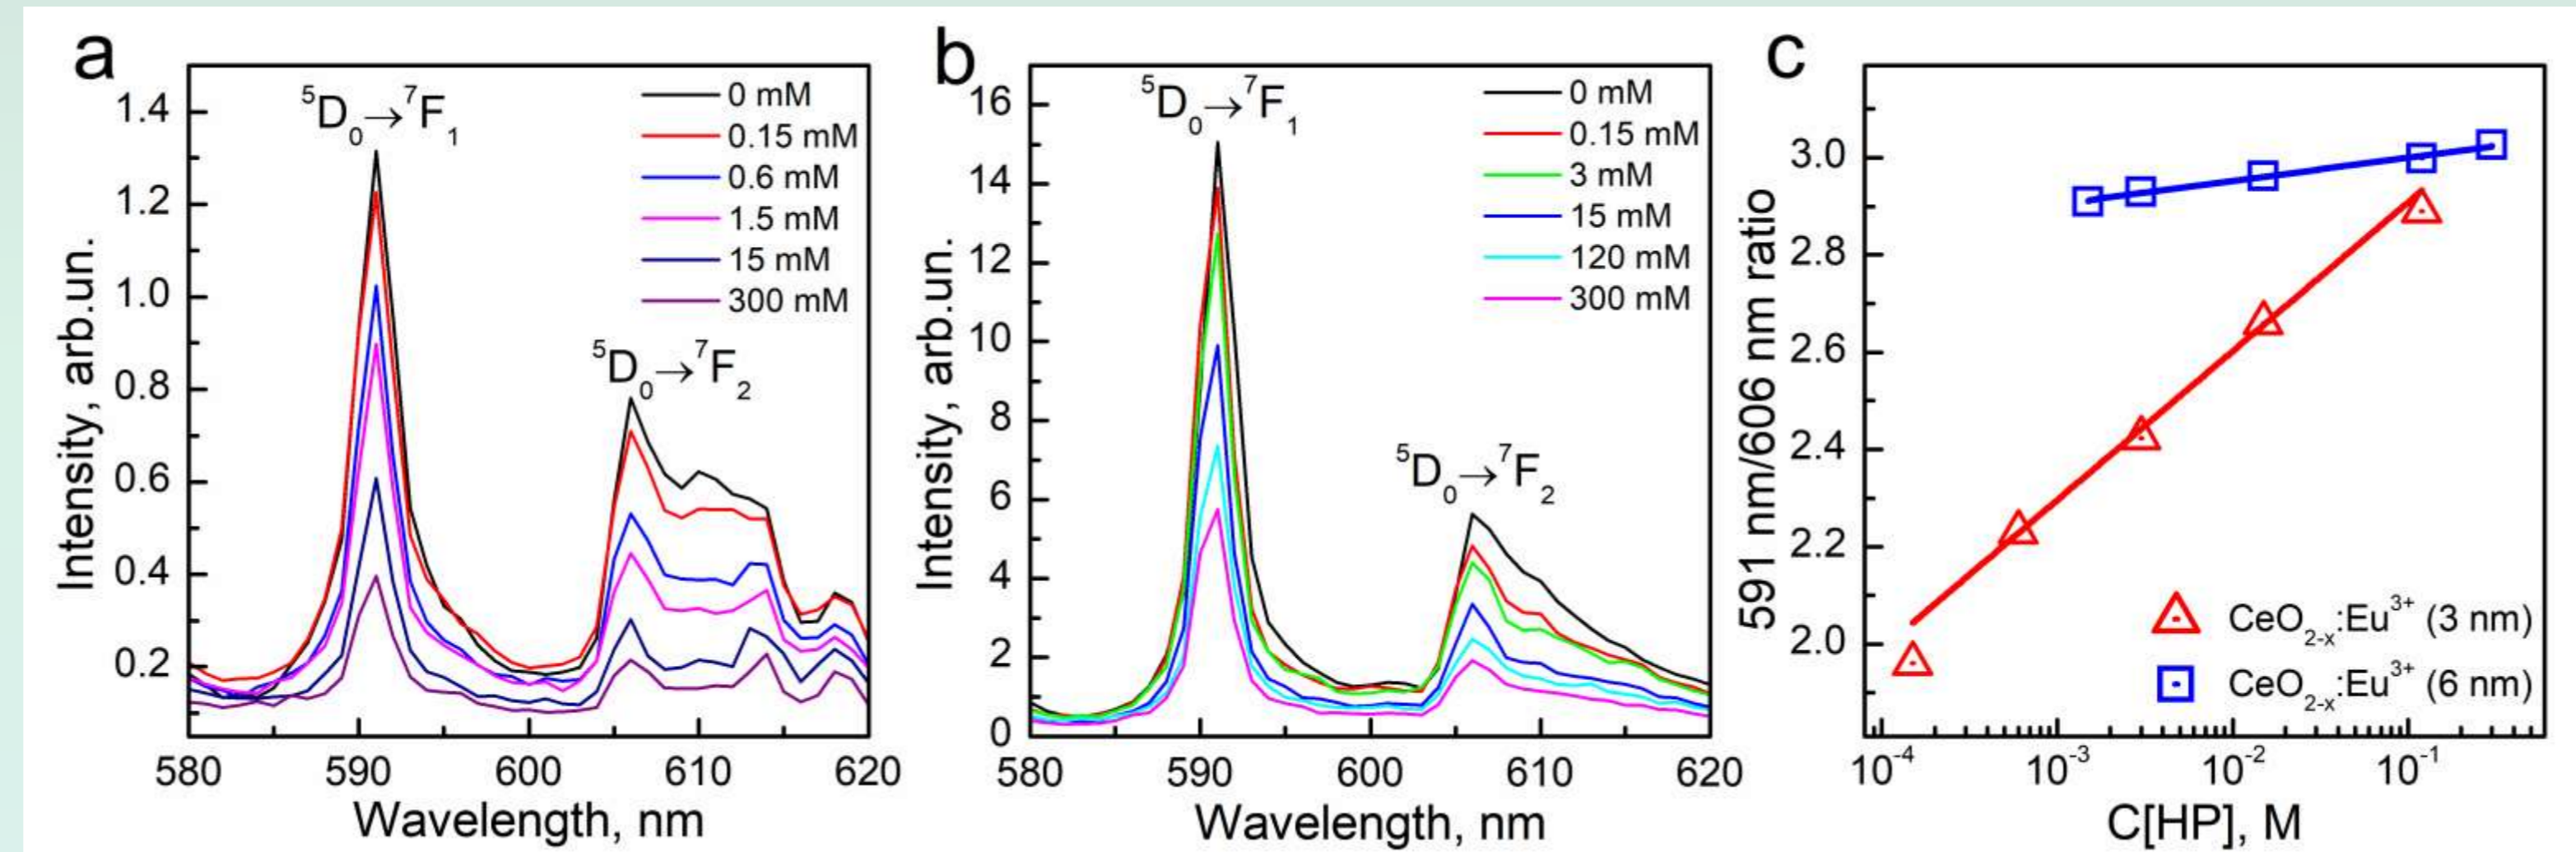 a
⁵D₀→⁷F₁
⁵D₀→⁷F₂
0 mM
0.15 mM
0.6 mM
1.5 mM
15 mM
300 mM
1.4
1.2
1.0
0.8
0.6
0.4
0.2
Intensity, arb.un.
580 590 600 610 620
Wavelength, nm
b
⁵D₀→⁷F₁
⁵D₀→⁷F₂
0 mM
0.15 mM
3 mM
15 mM
120 mM
300 mM
16
14
12
10
8
6
4
2
0
Intensity, arb.un.
580 590 600 610 620
Wavelength, nm
c
3.0
2.8
2.6
2.4
2.2
2.0
591 nm/606 nm ratio
CeO₂₋ₓ:Eu³⁺ (3 nm)
CeO₂₋ₓ:Eu³⁺ (6 nm)
10⁻⁴ 10⁻³ 10⁻² 10⁻¹
C[HP], M